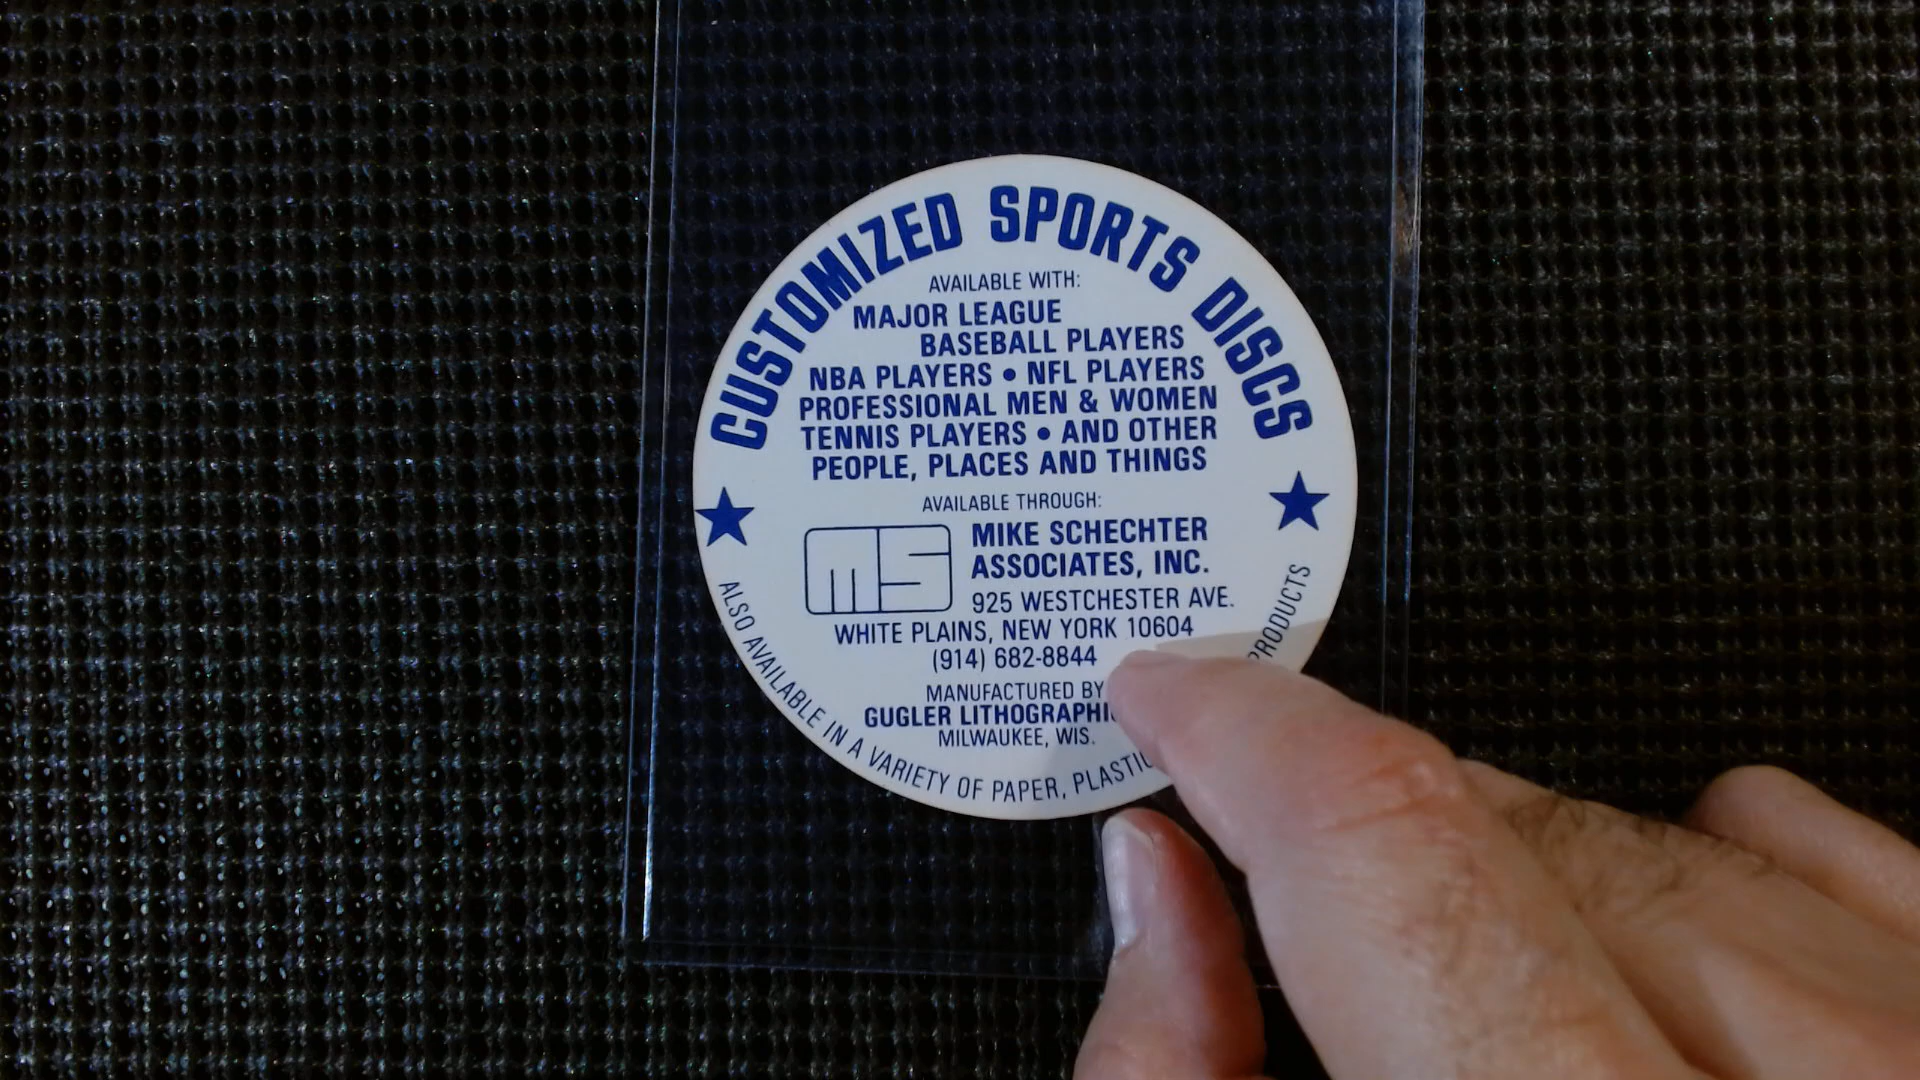 CUSTOMIZED SPORTS DISCS
AVAILABLE WITH:
MAJOR LEAGUE
BASEBALL PLAYERS
NBA PLAYERS • NFL PLAYERS
PROFESSIONAL MEN & WOMEN
TENNIS PLAYERS • AND OTHER
PEOPLE, PLACES AND THINGS
AVAILABLE THROUGH:
MS
MIKE SCHECHTER
ASSOCIATES, INC.
925 WESTCHESTER AVE.
WHITE PLAINS, NEW YORK 10604
(914) 682-8844
MANUFACTURED BY
GUGLER
MILWAUKEE, WIS.
ALSO AVAILABLE IN A VARIETY OF PAPER, PRODUCTS